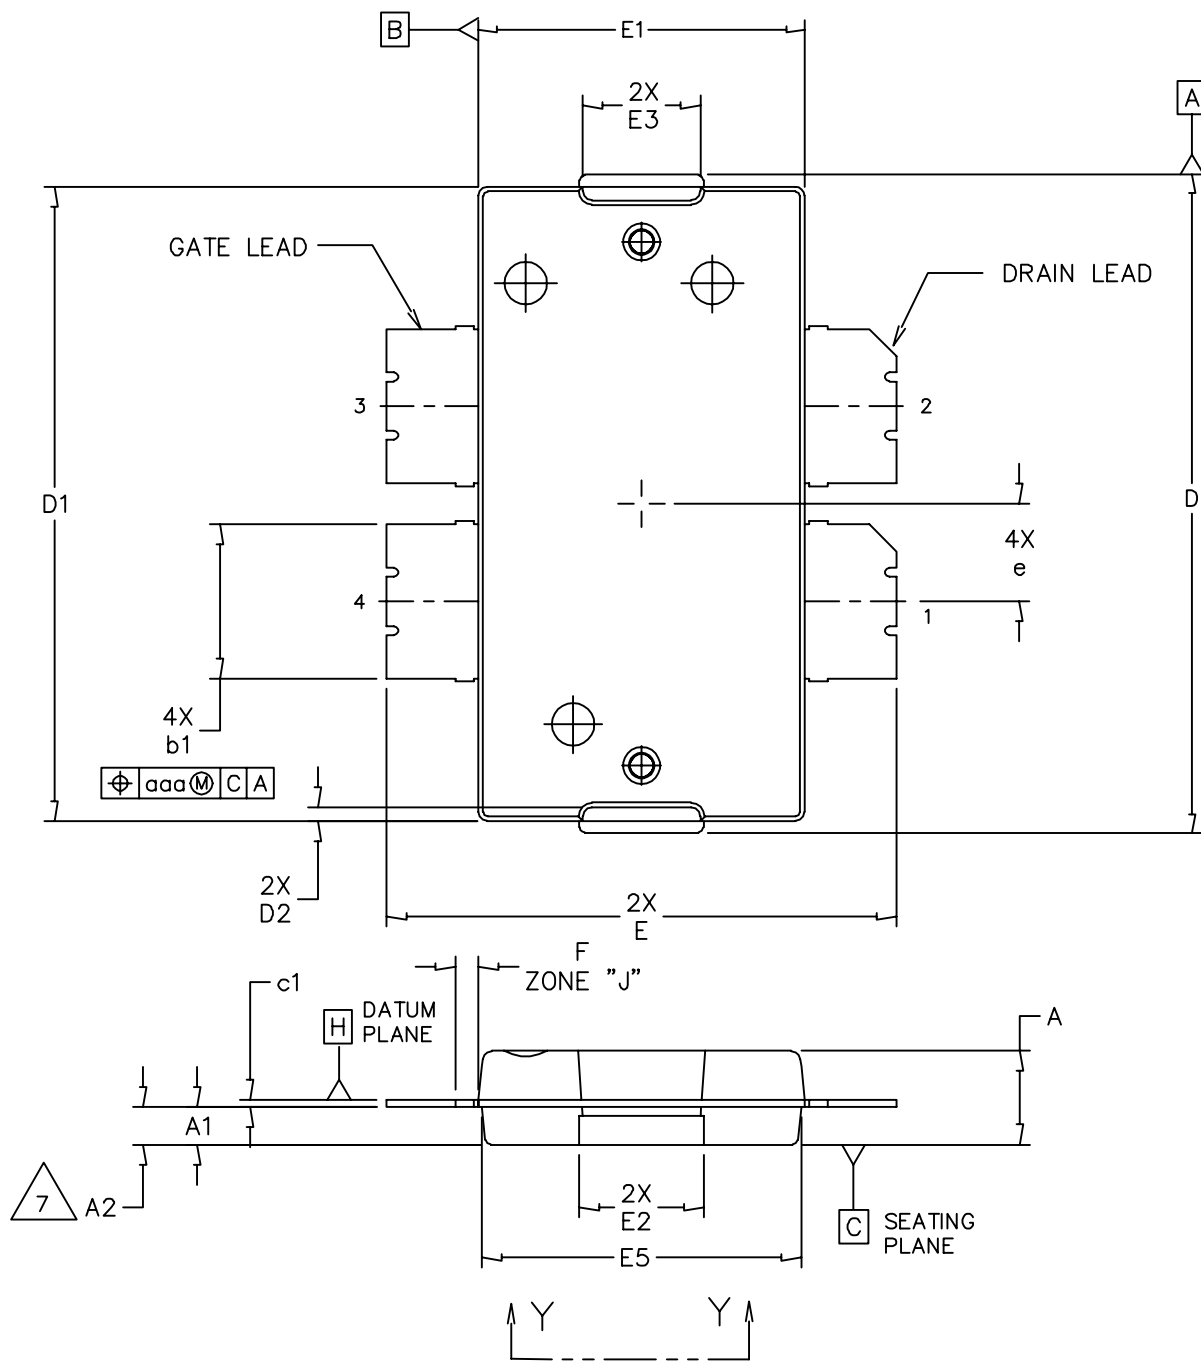 B
E1
2X
E3
A
GATE LEAD
DRAIN LEAD
3
2
D1
D
4X
e
4
1
4X
b1
⌖ aaa Ⓜ C A
2X
D2
2X
E
F
ZONE "J"
c1
H
DATUM
PLANE
A
A1
7
A2
2X
E2
C
SEATING
PLANE
E5
Y
Y